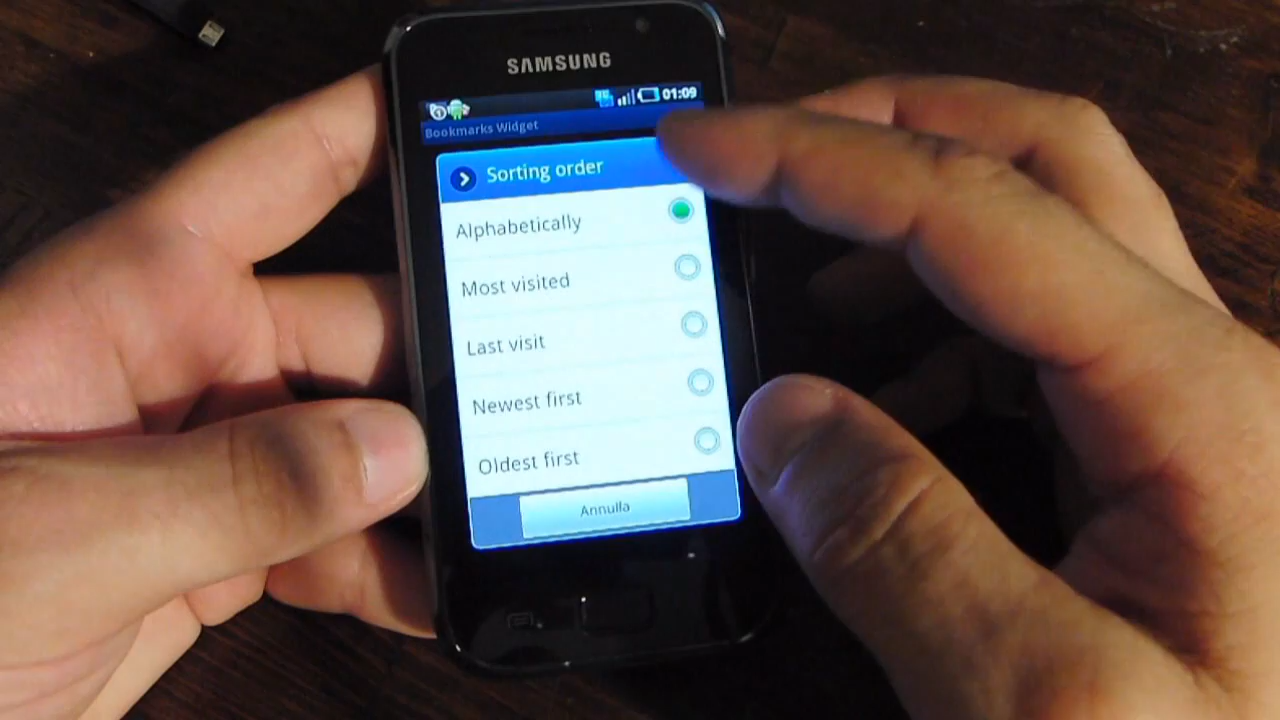 SAMSUNG
01:09
Bookmarks Widget
Sorting order
Alphabetically
Most visited
Last visit
Newest first
Oldest first
Annulla